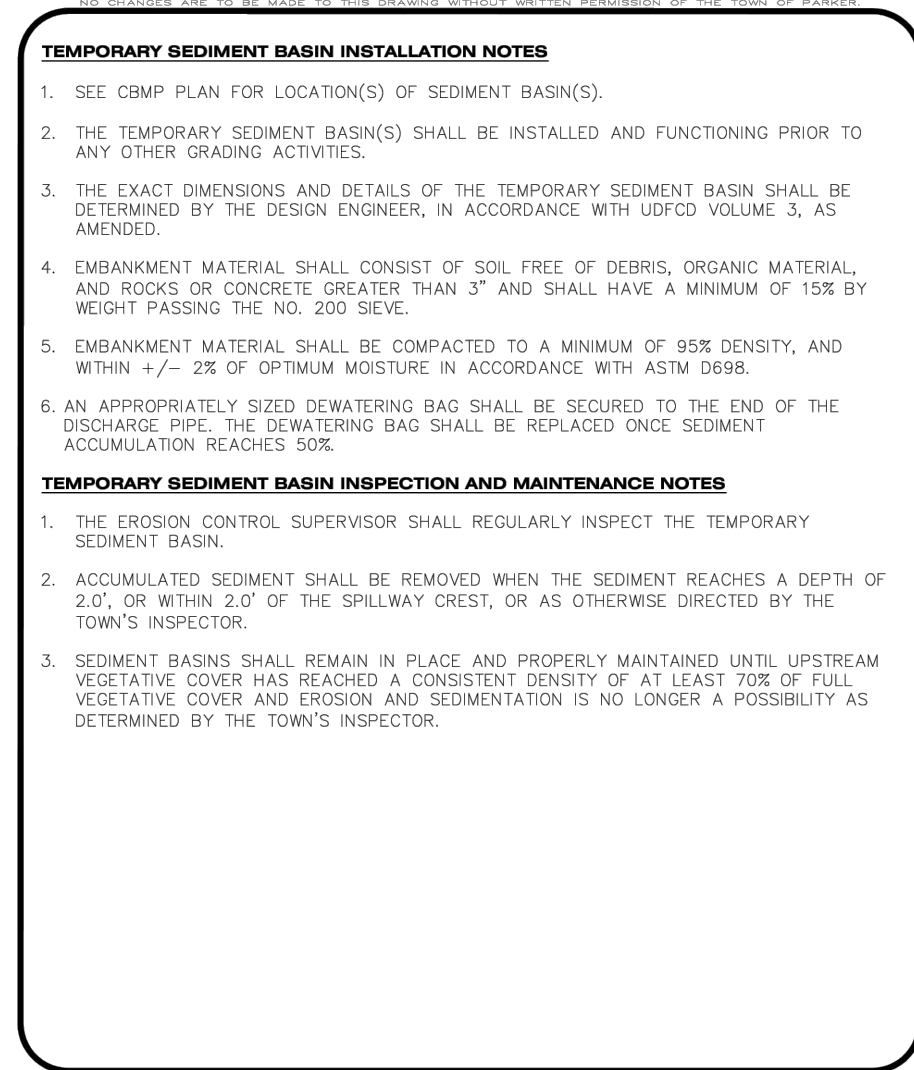 NO CHANGES ARE TO BE MADE TO THIS DRAWING WITHOUT WRITTEN PERMISSION OF THE TOWN OF PARKER.
TEMPORARY SEDIMENT BASIN INSTALLATION NOTES
1. SEE CBMP PLAN FOR LOCATION(S) OF SEDIMENT BASIN(S).
2. THE TEMPORARY SEDIMENT BASIN(S) SHALL BE INSTALLED AND FUNCTIONING PRIOR TO
ANY OTHER GRADING ACTIVITIES.
3. THE EXACT DIMENSIONS AND DETAILS OF THE TEMPORARY SEDIMENT BASIN SHALL BE
DETERMINED BY THE DESIGN ENGINEER, IN ACCORDANCE WITH UDFCD VOLUME 3, AS
AMENDED.
4. EMBANKMENT MATERIAL SHALL CONSIST OF SOIL FREE OF DEBRIS, ORGANIC MATERIAL,
AND ROCKS OR CONCRETE GREATER THAN 3" AND SHALL HAVE A MINIMUM OF 15% BY
WEIGHT PASSING THE NO. 200 SIEVE.
5. EMBANKMENT MATERIAL SHALL BE COMPACTED TO A MINIMUM OF 95% DENSITY, AND
WITHIN +/- 2% OF OPTIMUM MOISTURE IN ACCORDANCE WITH ASTM D698.
6. AN APPROPRIATELY SIZED DEWATERING BAG SHALL BE SECURED TO THE END OF THE
DISCHARGE PIPE. THE DEWATERING BAG SHALL BE REPLACED ONCE SEDIMENT
ACCUMULATION REACHES 50%.
TEMPORARY SEDIMENT BASIN INSPECTION AND MAINTENANCE NOTES
1. THE EROSION CONTROL SUPERVISOR SHALL REGULARLY INSPECT THE TEMPORARY
SEDIMENT BASIN.
2. ACCUMULATED SEDIMENT SHALL BE REMOVED WHEN THE SEDIMENT REACHES A DEPTH OF
2.0', OR WITHIN 2.0' OF THE SPILLWAY CREST, OR AS OTHERWISE DIRECTED BY THE
TOWN'S INSPECTOR.
3. SEDIMENT BASINS SHALL REMAIN IN PLACE AND PROPERLY MAINTAINED UNTIL UPSTREAM
VEGETATIVE COVER HAS REACHED A CONSISTENT DENSITY OF AT LEAST 70% OF FULL
VEGETATIVE COVER AND EROSION AND SEDIMENTATION IS NO LONGER A POSSIBILITY AS
DETERMINED BY THE TOWN'S INSPECTOR.